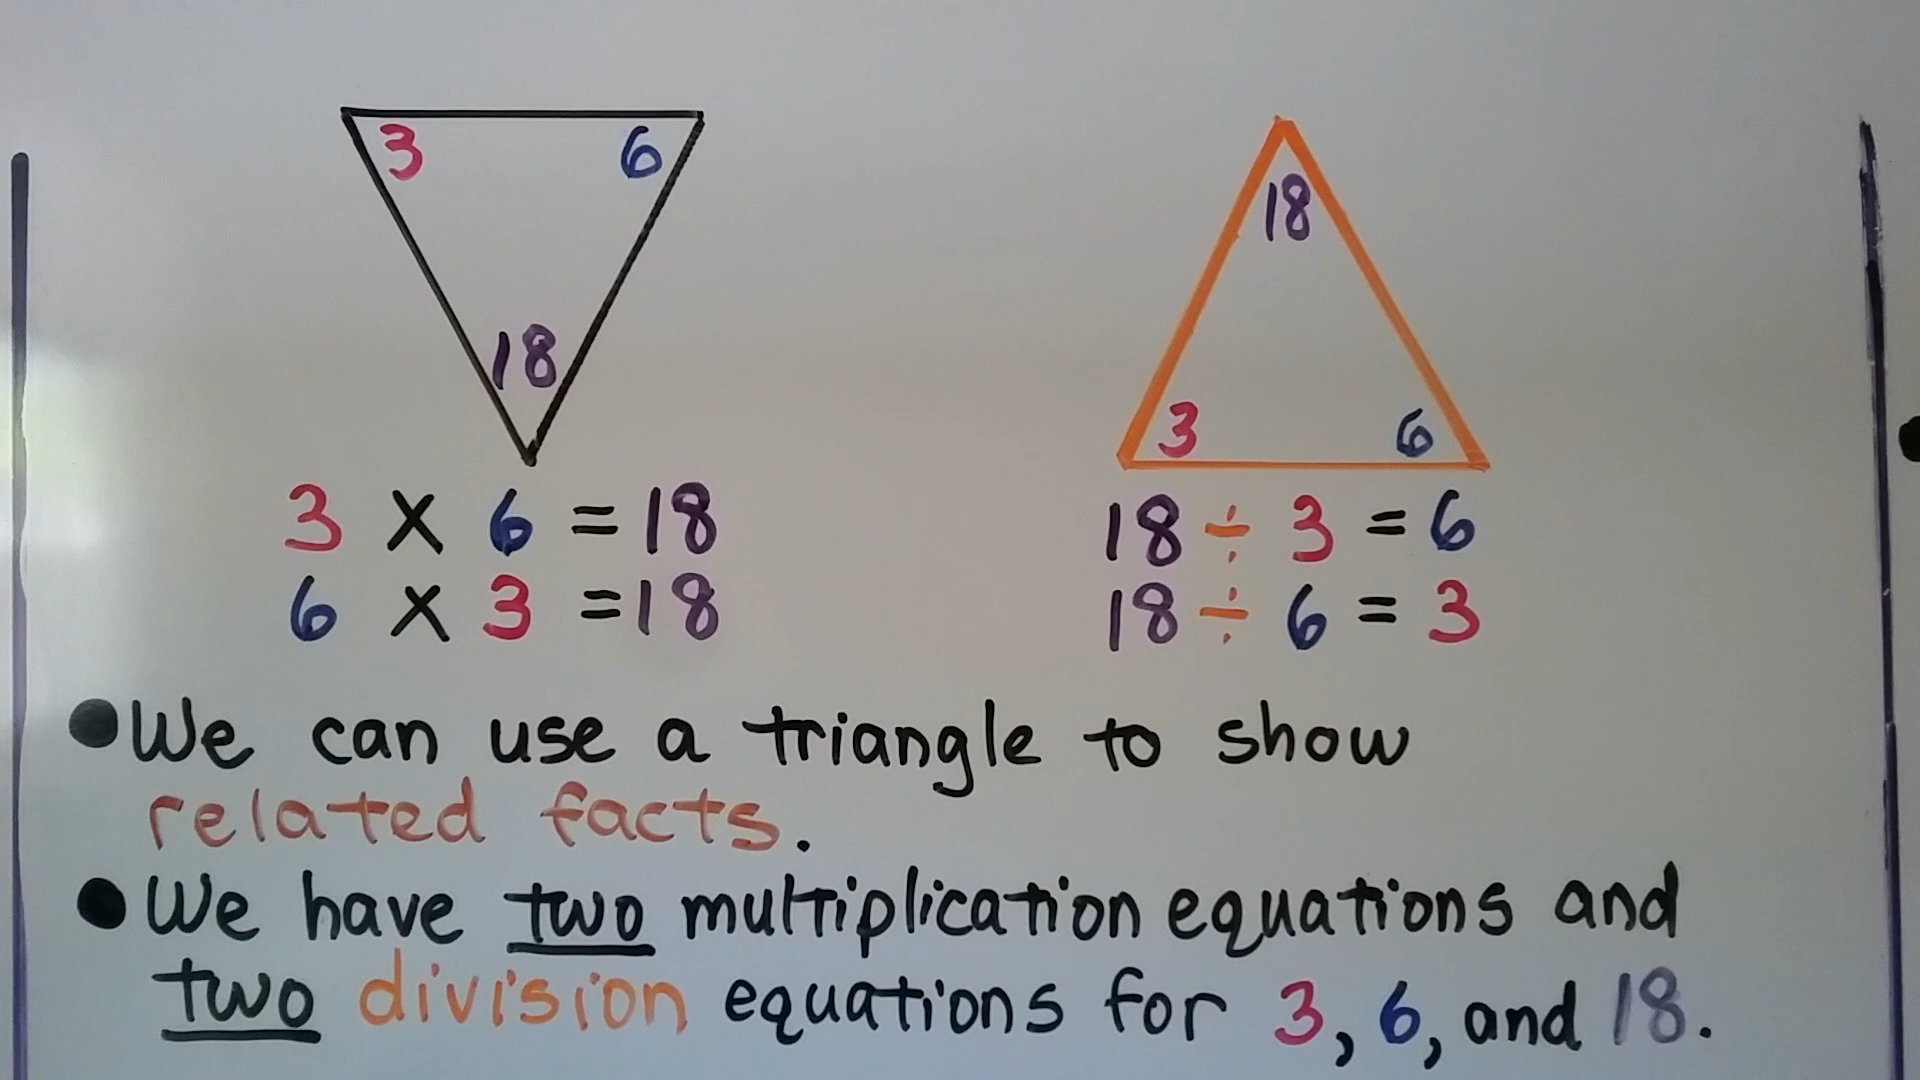 3 6
18
3 x 6 = 18
6 x 3 = 18
18
3 6
18 ÷ 3 = 6
18 ÷ 6 = 3
•We can use a triangle to show
related facts.
•We have two multiplication equations and
two division equations for 3, 6, and 18.